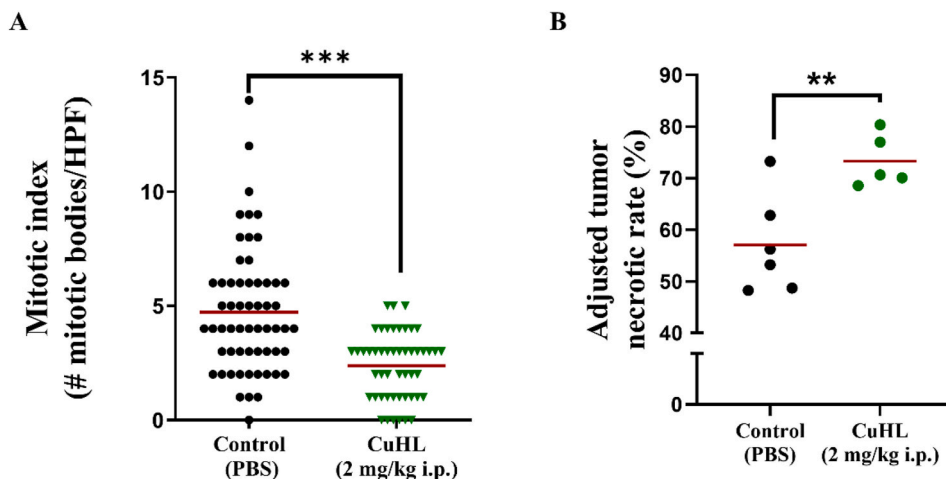 A
Mitotic index
(# mitotic bodies/HPF)
15
10
5
0
***
Control
(PBS)
CuHL
(2 mg/kg i.p.)
B
Adjusted tumor
necrotic rate (%)
90
80
70
60
50
40
0
**
Control
(PBS)
CuHL
(2 mg/kg i.p.)